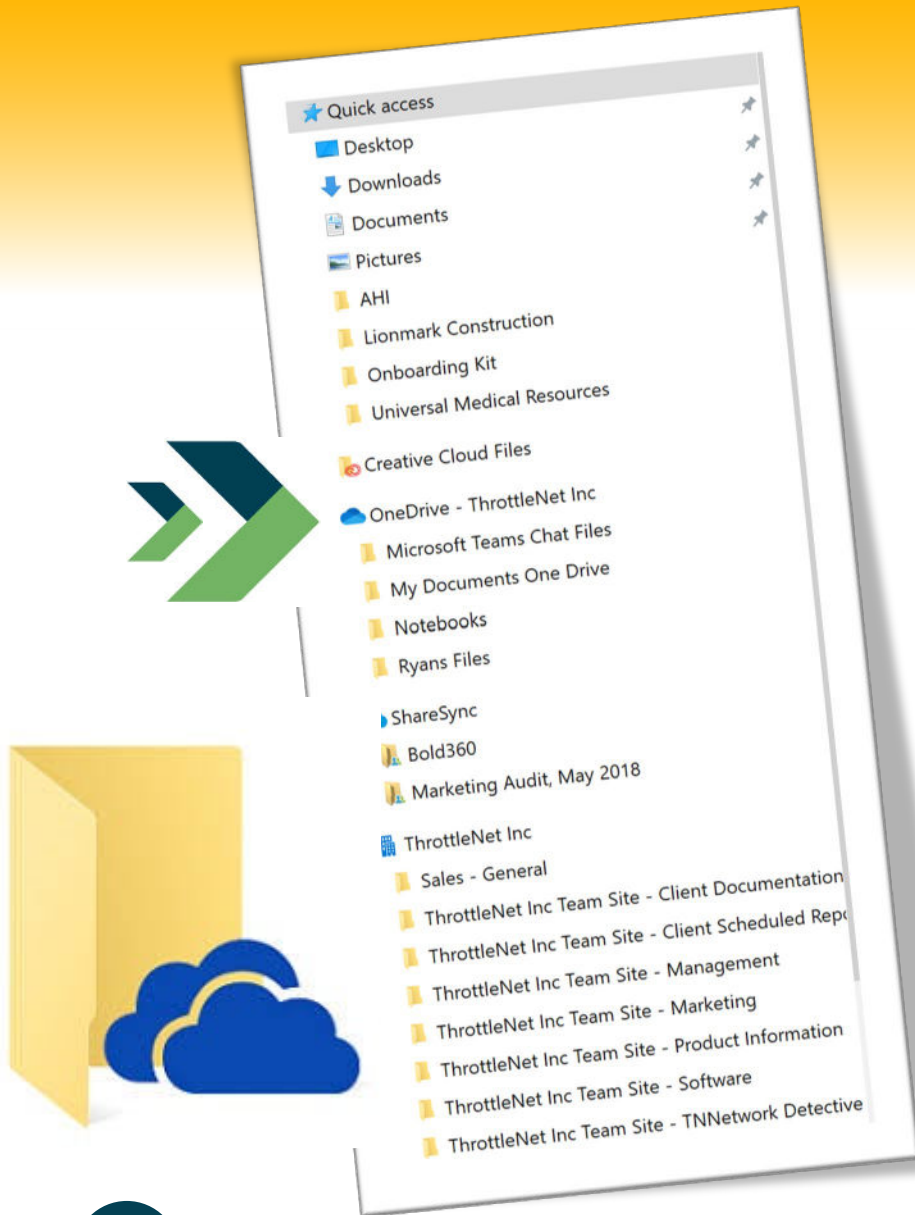 Quick access
Desktop
Downloads
Documents
Pictures
AHI
Lionmark Construction
Onboarding Kit
Universal Medical Resources
Creative Cloud Files
OneDrive - ThrottleNet Inc
Microsoft Teams Chat Files
My Documents One Drive
Notebooks
Ryans Files
ShareSync
Bold360
Marketing Audit, May 2018
ThrottleNet Inc
Sales - General
ThrottleNet Inc Team Site - Client Documentation
ThrottleNet Inc Team Site - Client Scheduled Repo
ThrottleNet Inc Team Site - Management
ThrottleNet Inc Team Site - Marketing
ThrottleNet Inc Team Site - Product Information
ThrottleNet Inc Team Site - Software
ThrottleNet Inc Team Site - TNNetwork Detective